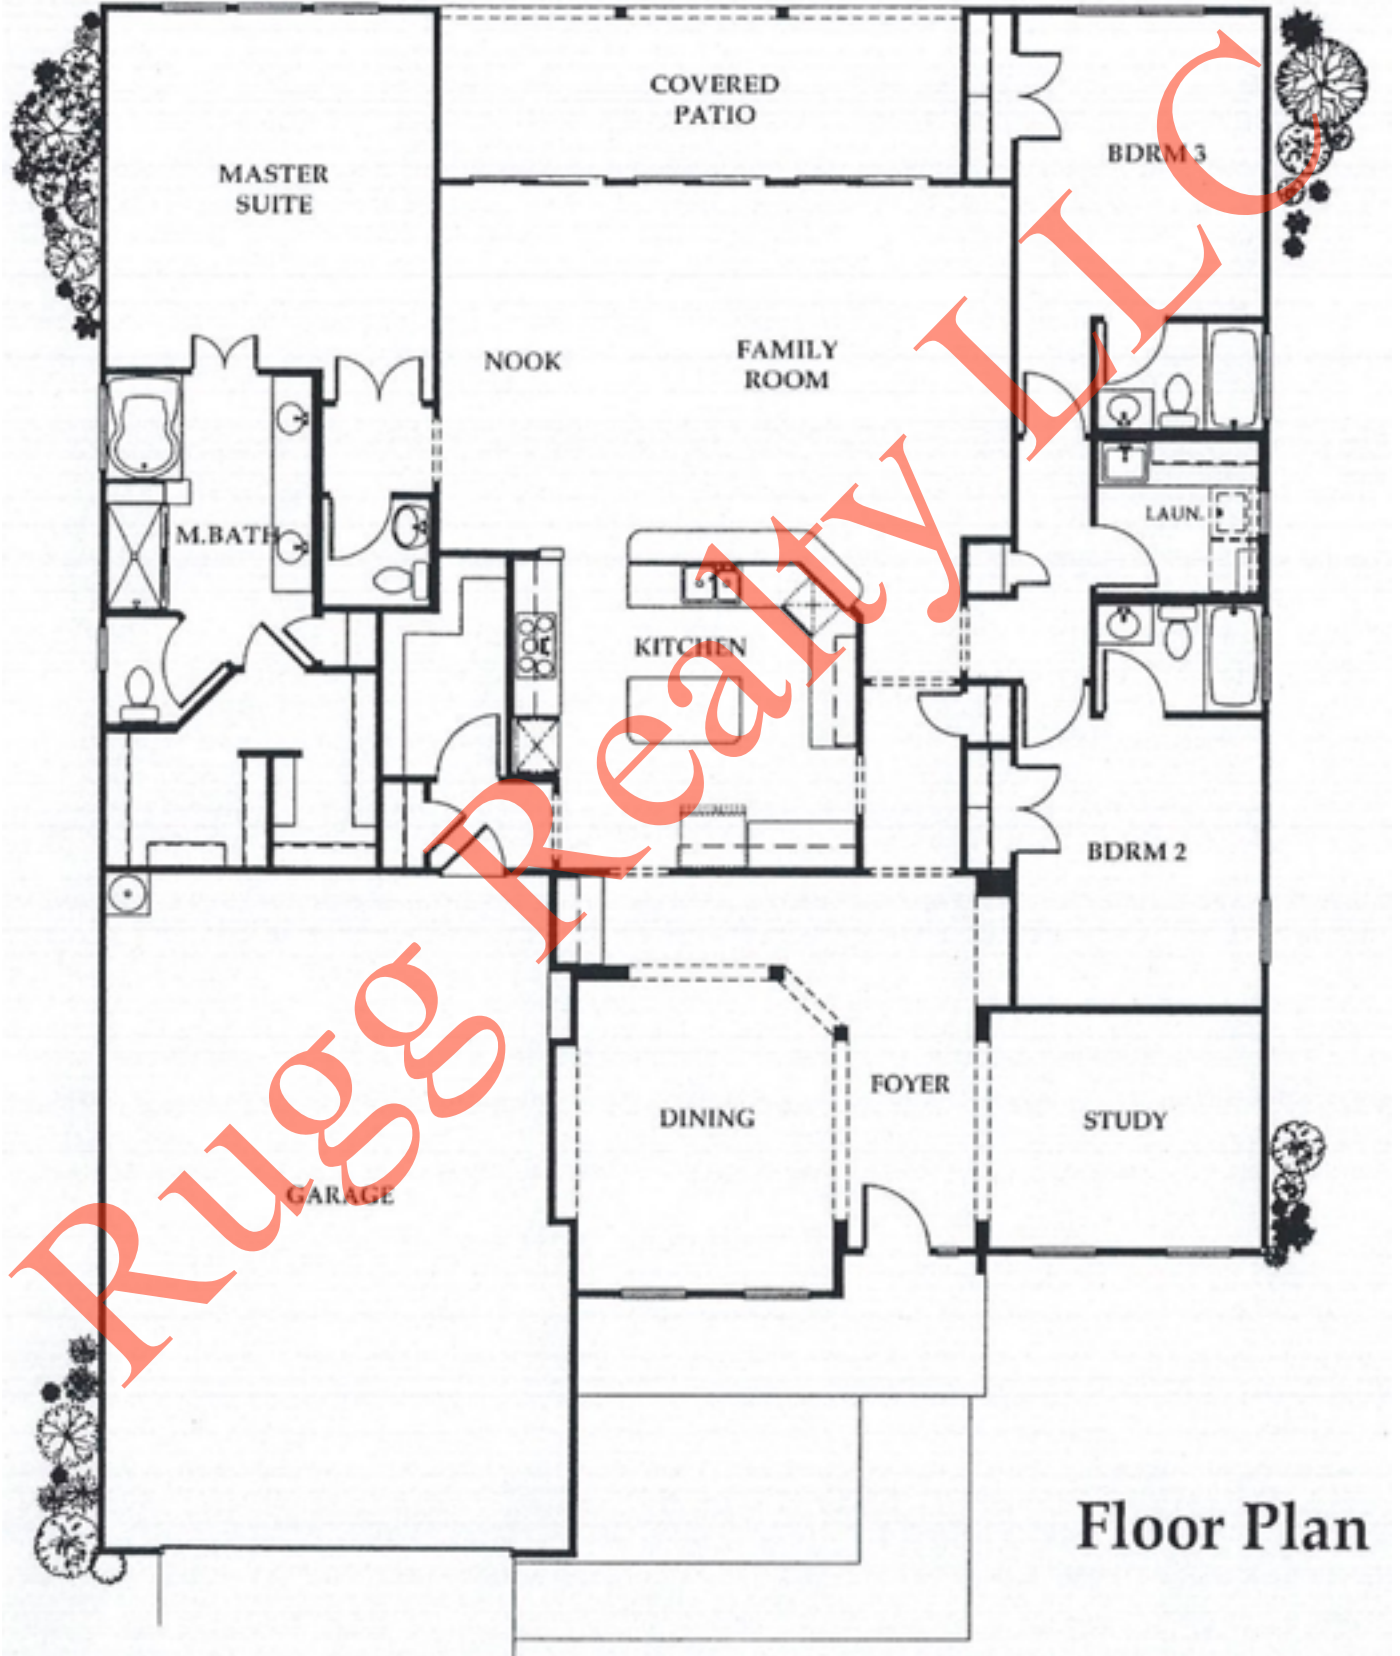 COVERED
PATIO
BDRM 3
MASTER
SUITE
NOOK
FAMILY
ROOM
M.BATH
LAUN.
KITCHEN
BDRM 2
FOYER
DINING
STUDY
GARAGE
Rugg Realty LLC
Floor Plan